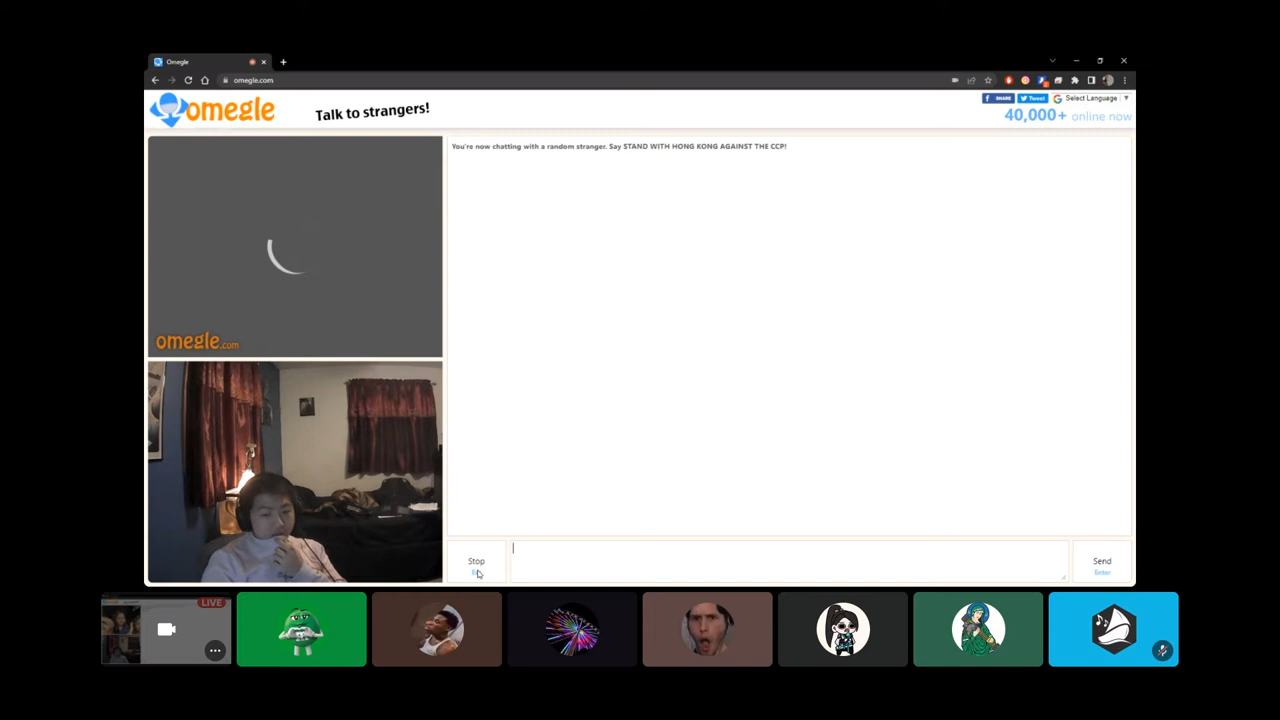 Omegle
omegle.com
omegle
Talk to strangers!
SHARE
Tweet
Select Language
40,000+ online now
You're now chatting with a random stranger. Say STAND WITH HONG KONG AGAINST THE CCP!
omegle.com
Stop
Send
Enter
LIVE